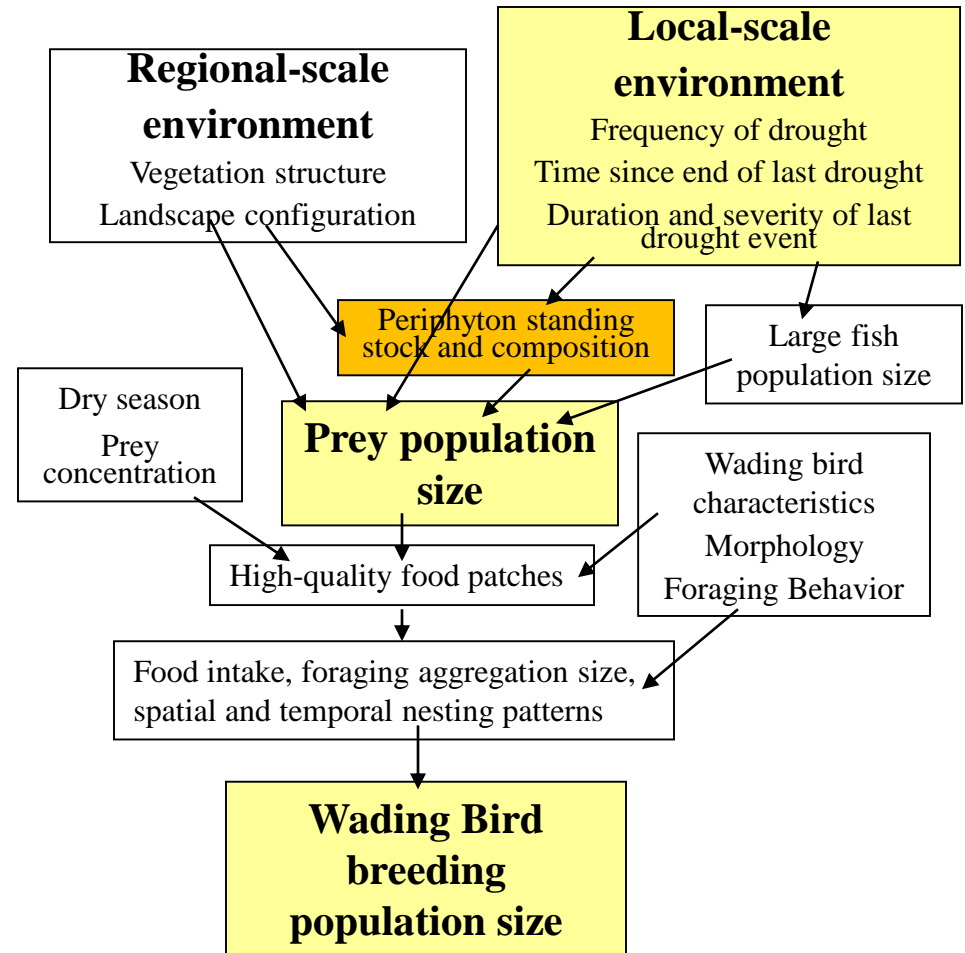 Regional-scale
environment
Vegetation structure
Landscape configuration
Local-scale
environment
Frequency of drought
Time since end of last drought
Duration and severity of last
drought event
Periphyton standing
stock and composition
Large fish
population size
Dry season
Prey
concentration
Prey population
size
Wading bird
characteristics
Morphology
Foraging Behavior
High-quality food patches
Food intake, foraging aggregation size,
spatial and temporal nesting patterns
Wading Bird
breeding
population size